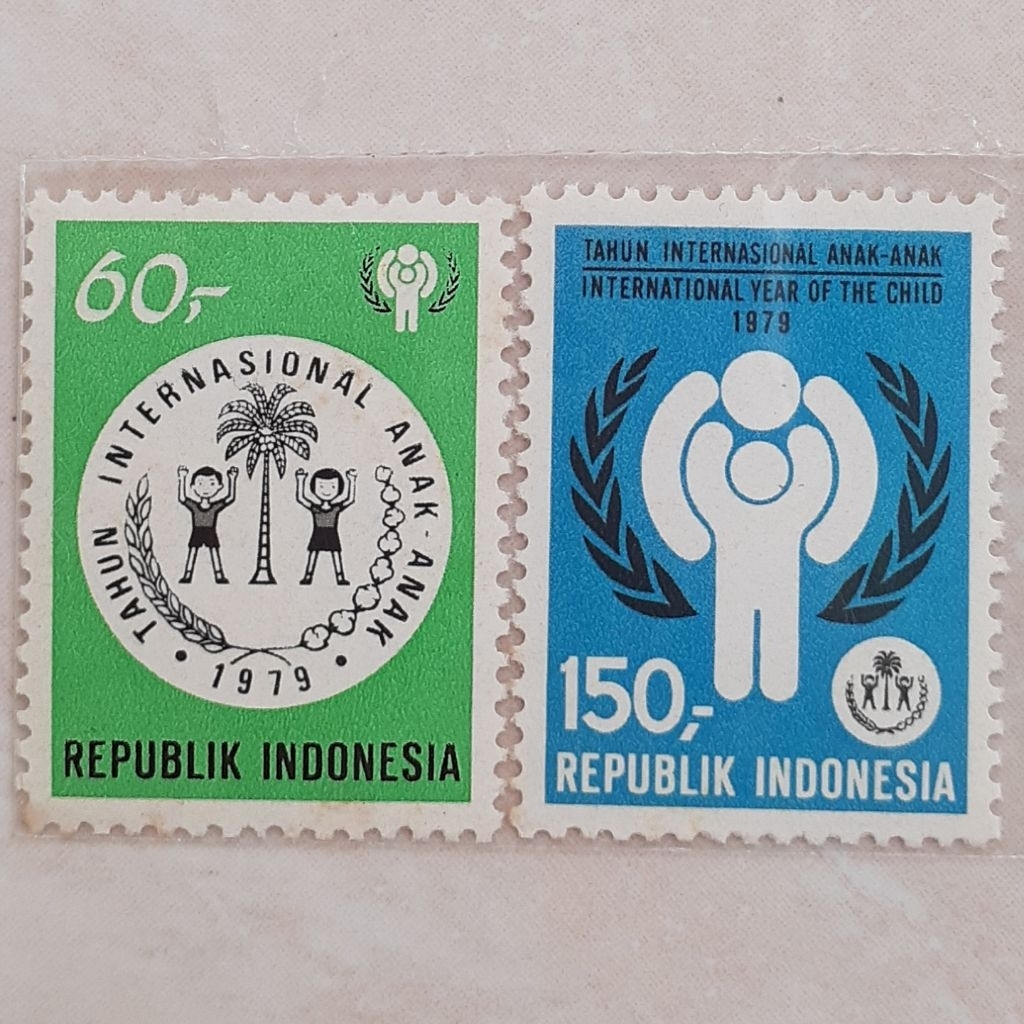 60,-
TAHUN INTERNASIONAL ANAK-ANAK
• 1979 •
REPUBLIK INDONESIA
TAHUN INTERNASIONAL ANAK-ANAK
INTERNATIONAL YEAR OF THE CHILD
1979
150,-
REPUBLIK INDONESIA